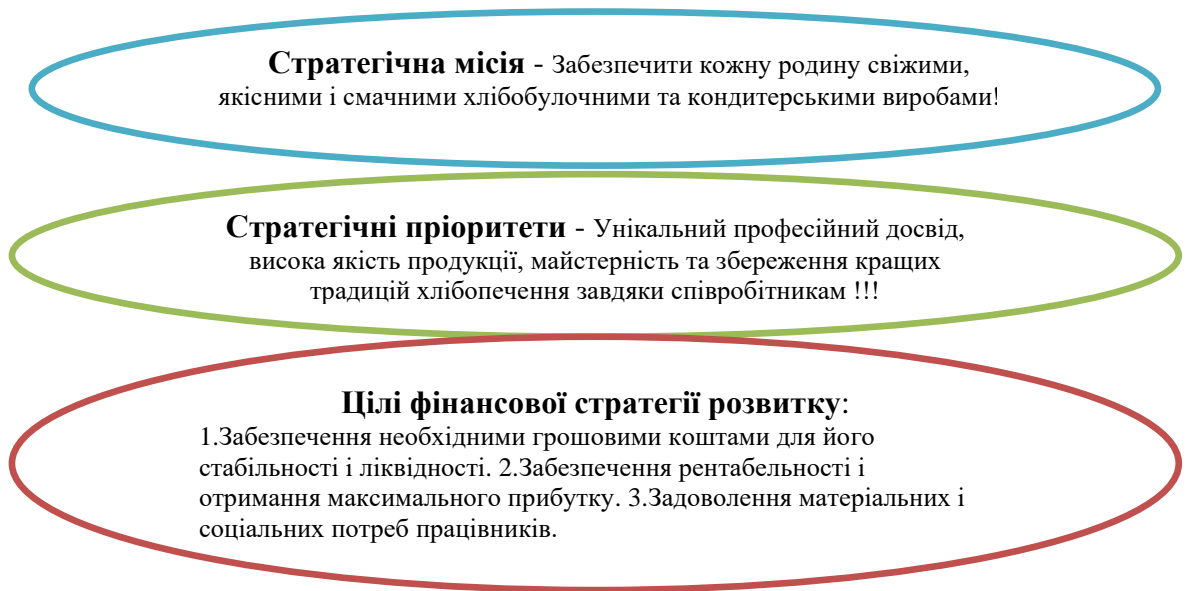 Стратегічна місія - Забезпечити кожну родину свіжими,
якісними і смачними хлібобулочними та кондитерськими виробами!
Стратегічні пріоритети - Унікальний професійний досвід,
висока якість продукції, майстерність та збереження кращих
традицій хлібопечення завдяки співробітникам !!!
Цілі фінансової стратегії розвитку:
1.Забезпечення необхідними грошовими коштами для його
стабільності і ліквідності. 2.Забезпечення рентабельності і
отримання максимального прибутку. 3.Задоволення матеріальних і
соціальних потреб працівників.